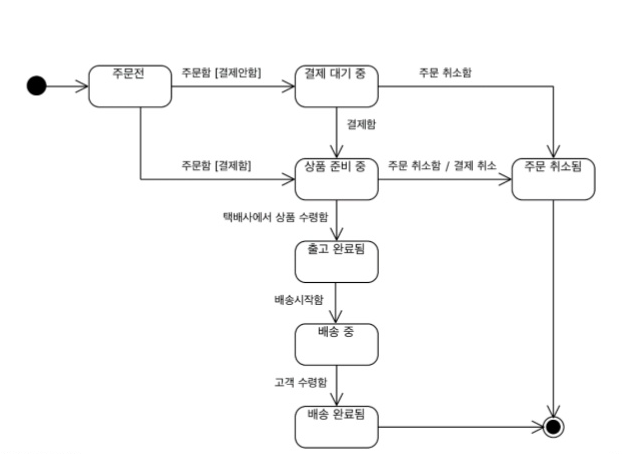 주문전
주문함 [결제안함]
결제 대기 중
주문 취소함
결제함
주문함 [결제함]
상품 준비 중
주문 취소함 / 결제 취소
주문 취소됨
택배사에서 상품 수령함
출고 완료됨
배송시작함
배송 중
고객 수령함
배송 완료됨